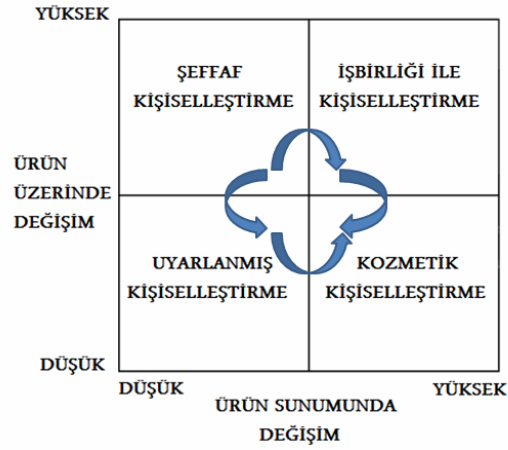 YÜKSEK
ŞEFFAF
KİŞİSELLEŞTİRME
İŞBİRLİĞİ İLE
KİŞİSELLEŞTİRME
ÜRÜN
ÜZERİNDE
DEĞİŞİM
UYARLANMIŞ
KİŞİSELLEŞTİRME
KOZMETİK
KİŞİSELLEŞTİRME
DÜŞÜK
DÜŞÜK
YÜKSEK
ÜRÜN SUNUMUNDA
DEĞİŞİM